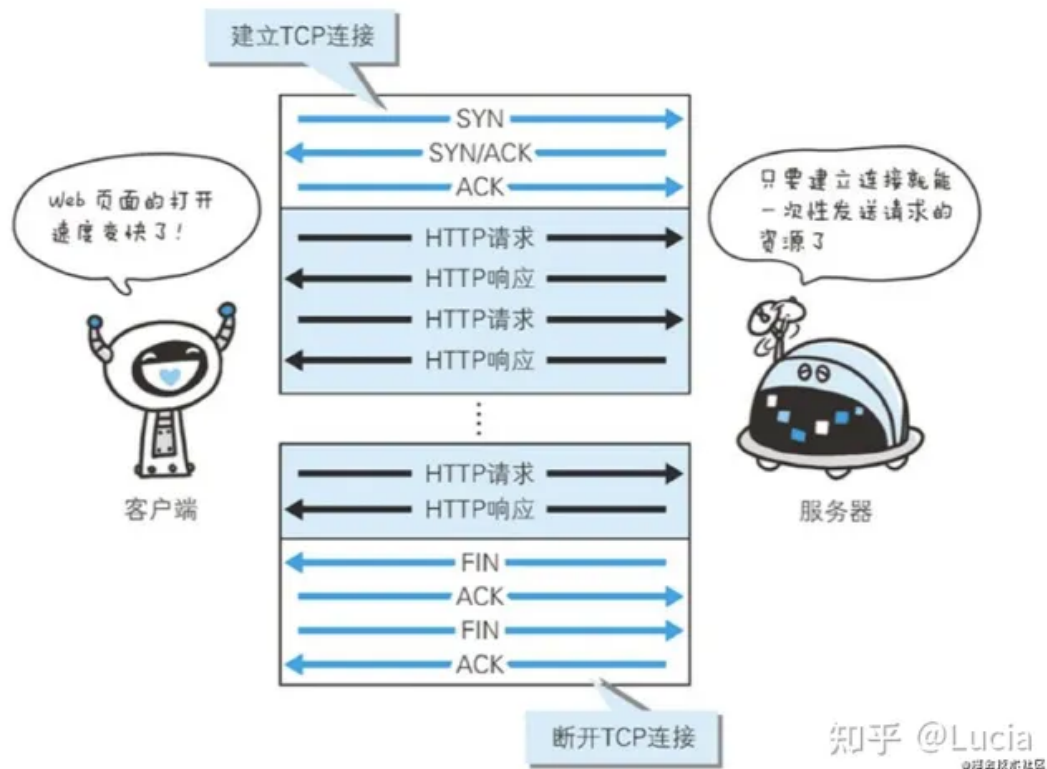 建立TCP连接
SYN
SYN/ACK
ACK
Web 页面的打开
速度变快了!
只要建立连接就能
一次性发送请求的
资源了
HTTP请求
HTTP响应
HTTP请求
HTTP响应
HTTP请求
HTTP响应
客户端
服务器
FIN
ACK
FIN
ACK
断开TCP连接
知乎 @Lucia